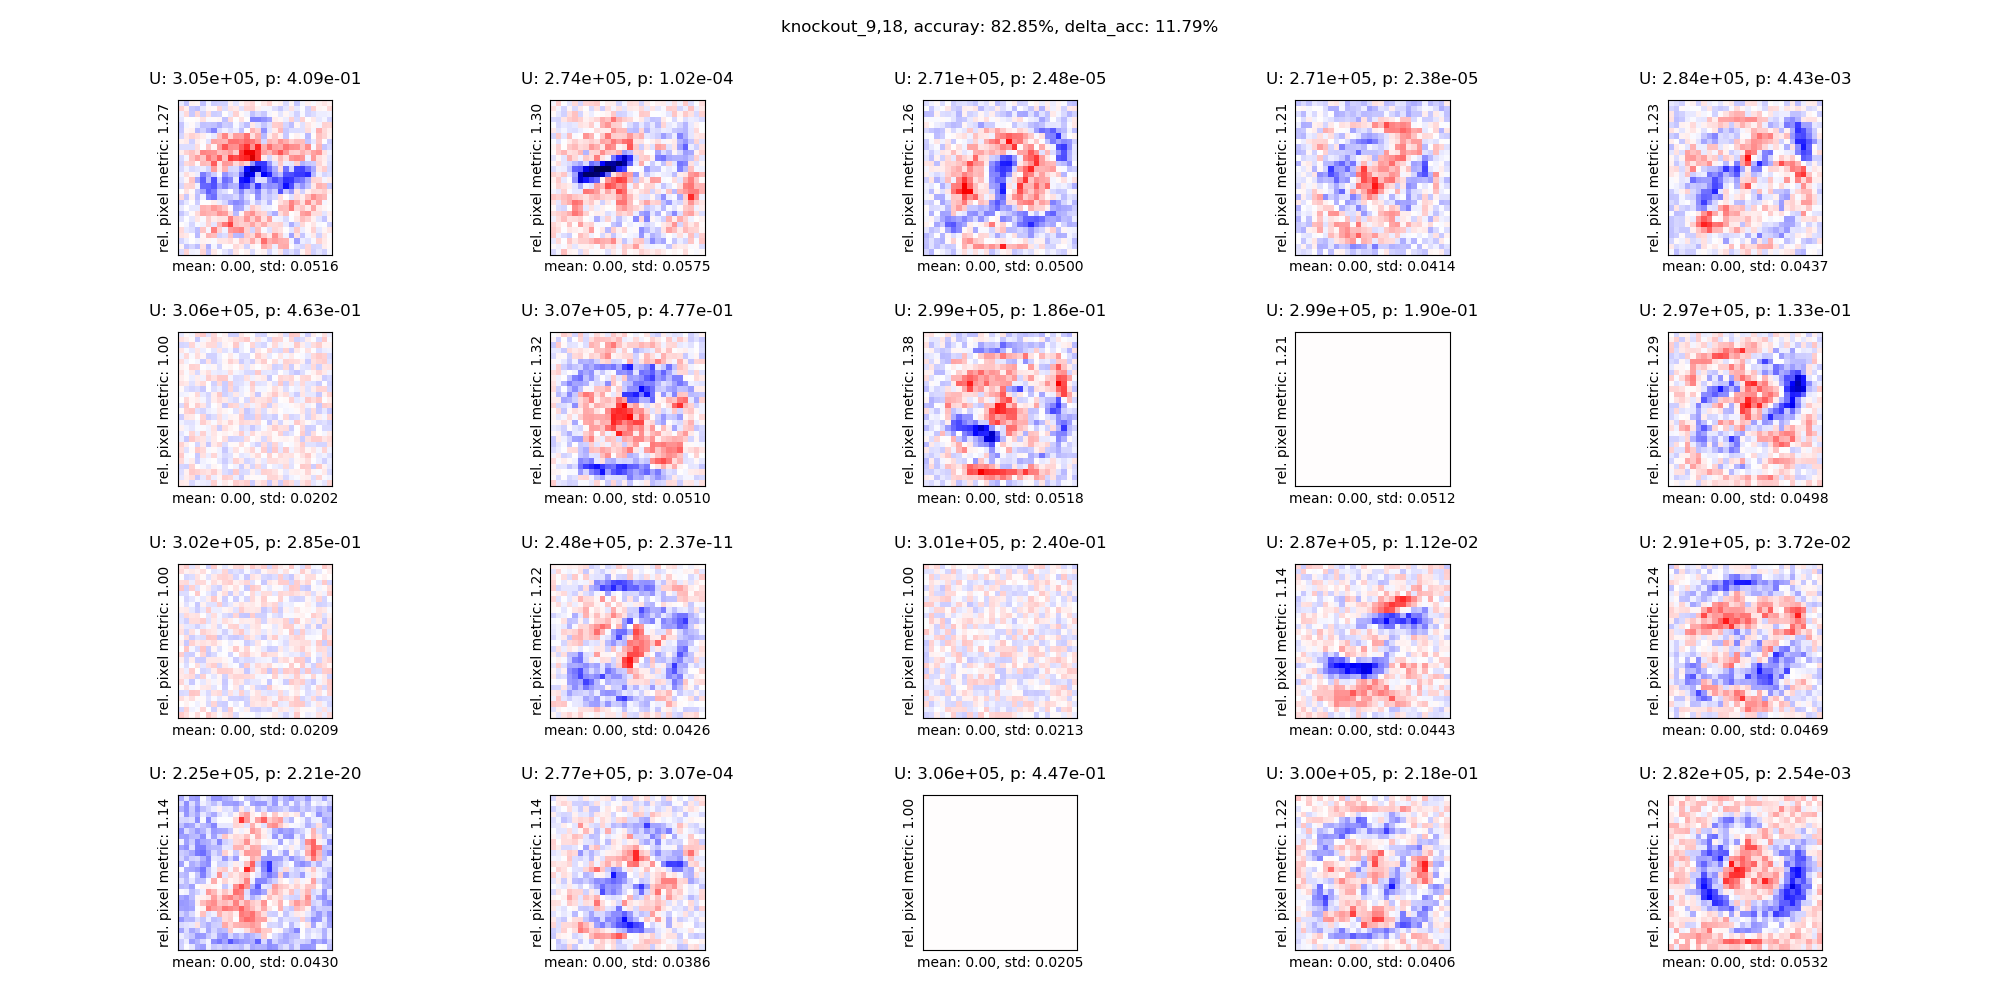 knockout_9,18, accuray: 82.85%, delta_acc: 11.79%
U: 3.05e+05, p: 4.09e-01
rel. pixel metric: 1.27
mean: 0.00, std: 0.0516
U: 2.74e+05, p: 1.02e-04
rel. pixel metric: 1.30
mean: 0.00, std: 0.0575
U: 2.71e+05, p: 2.48e-05
rel. pixel metric: 1.26
mean: 0.00, std: 0.0500
U: 2.71e+05, p: 2.38e-05
rel. pixel metric: 1.21
mean: 0.00, std: 0.0414
U: 2.84e+05, p: 4.43e-03
rel. pixel metric: 1.23
mean: 0.00, std: 0.0437
U: 3.06e+05, p: 4.63e-01
rel. pixel metric: 1.00
mean: 0.00, std: 0.0202
U: 3.07e+05, p: 4.77e-01
rel. pixel metric: 1.32
mean: 0.00, std: 0.0510
U: 2.99e+05, p: 1.86e-01
rel. pixel metric: 1.38
mean: 0.00, std: 0.0518
U: 2.99e+05, p: 1.90e-01
rel. pixel metric: 1.21
mean: 0.00, std: 0.0512
U: 2.97e+05, p: 1.33e-01
rel. pixel metric: 1.29
mean: 0.00, std: 0.0498
U: 3.02e+05, p: 2.85e-01
rel. pixel metric: 1.00
mean: 0.00, std: 0.0209
U: 2.48e+05, p: 2.37e-11
rel. pixel metric: 1.22
mean: 0.00, std: 0.0426
U: 3.01e+05, p: 2.40e-01
rel. pixel metric: 1.00
mean: 0.00, std: 0.0213
U: 2.87e+05, p: 1.12e-02
rel. pixel metric: 1.14
mean: 0.00, std: 0.0443
U: 2.91e+05, p: 3.72e-02
rel. pixel metric: 1.24
mean: 0.00, std: 0.0469
U: 2.25e+05, p: 2.21e-20
rel. pixel metric: 1.14
mean: 0.00, std: 0.0430
U: 2.77e+05, p: 3.07e-04
rel. pixel metric: 1.14
mean: 0.00, std: 0.0386
U: 3.06e+05, p: 4.47e-01
rel. pixel metric: 1.00
mean: 0.00, std: 0.0205
U: 3.00e+05, p: 2.18e-01
rel. pixel metric: 1.22
mean: 0.00, std: 0.0406
U: 2.82e+05, p: 2.54e-03
rel. pixel metric: 1.22
mean: 0.00, std: 0.0532